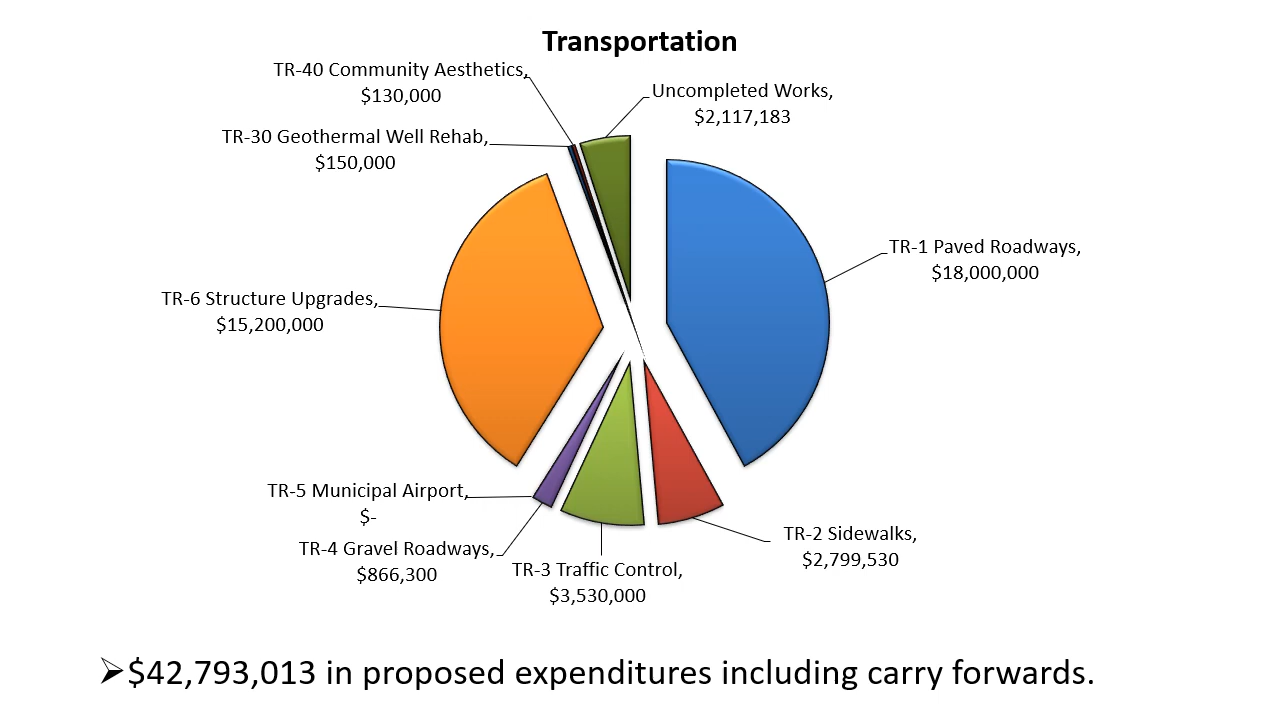 Transportation
TR-40 Community Aesthetics,
$130,000
Uncompleted Works,
$2,117,183
TR-30 Geothermal Well Rehab,
$150,000
TR-1 Paved Roadways,
$18,000,000
TR-6 Structure Upgrades,
$15,200,000
TR-5 Municipal Airport,
$-
TR-4 Gravel Roadways,
$866,300
TR-3 Traffic Control,
$3,530,000
TR-2 Sidewalks,
$2,799,530
➢$42,793,013 in proposed expenditures including carry forwards.